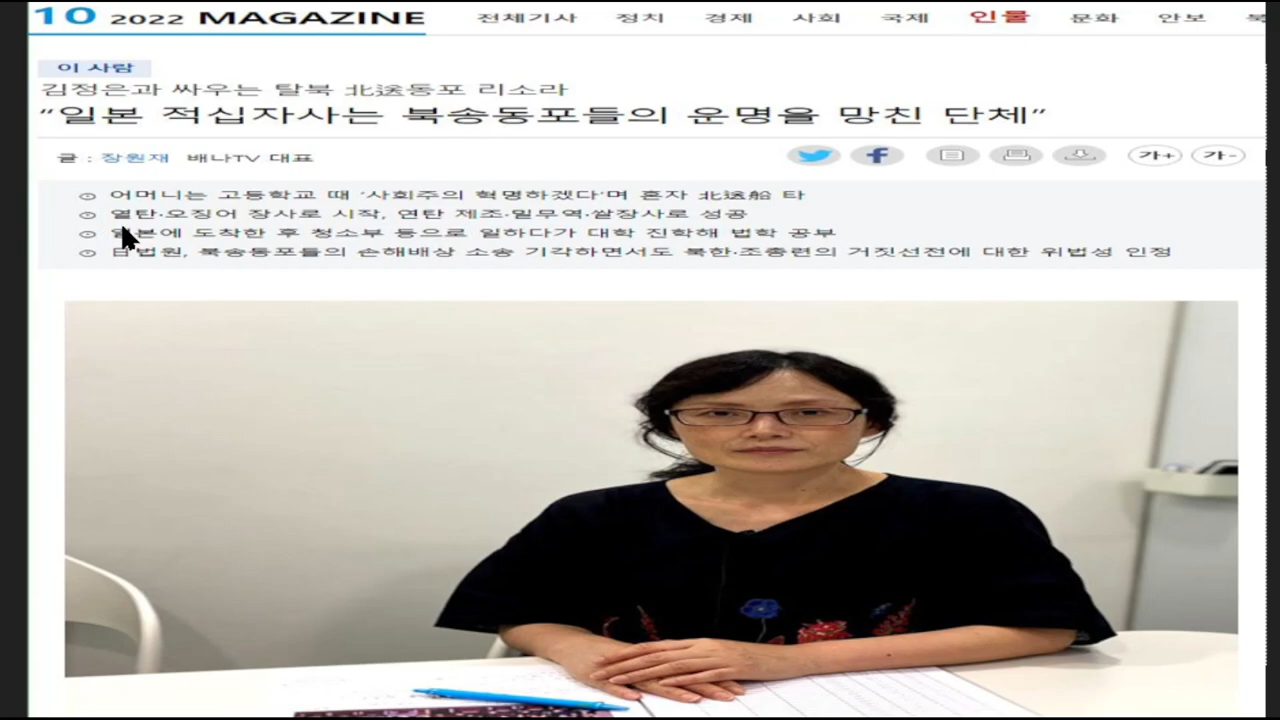 10 2022 MAGAZINE 전체기사 정치 경제 사회 국제 인물 문화 안보
이 사람
김정은과 싸우는 탈북 北送동포 리소라
“일본 적십자사는 북송동포들의 운명을 망친 단체”
글 : 장원재 배나TV 대표
가+ 가-
어머니는 고등학교 때 ‘사회주의 혁명하겠다’며 혼자 北送船 타
열탄·오징어 장사로 시작, 연탄 제조·밀무역·쌀장사로 성공
일본에 도착한 후 청소부 등으로 일하다가 대학 진학해 법학 공부
日법원, 북송동포들의 손해배상 소송 기각하면서도 북한·조총련의 거짓선전에 대한 위법성 인정